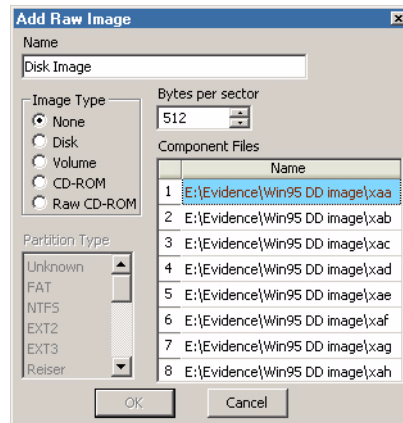 Add Raw Image
Name
Disk Image
Image Type
None
Disk
Volume
CD-ROM
Raw CD-ROM
Bytes per sector
512
Component Files
Name
1 E:\Evidence\Win95 DD image\xaa
2 E:\Evidence\Win95 DD image\xab
3 E:\Evidence\Win95 DD image\xac
4 E:\Evidence\Win95 DD image\xad
5 E:\Evidence\Win95 DD image\xae
6 E:\Evidence\Win95 DD image\xaf
7 E:\Evidence\Win95 DD image\xag
8 E:\Evidence\Win95 DD image\xah
Partition Type
Unknown
FAT
NTFS
EXT2
EXT3
Reiser
OK
Cancel